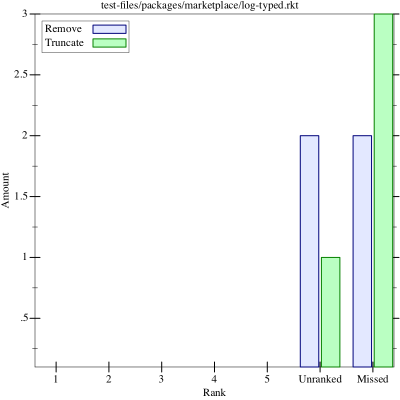 test-files/packages/marketplace/log-typed.rkt
Remove
Truncate
3
2.5
2
1.5
1
.5
Amount
1 2 3 4 5 Unranked Missed
Rank